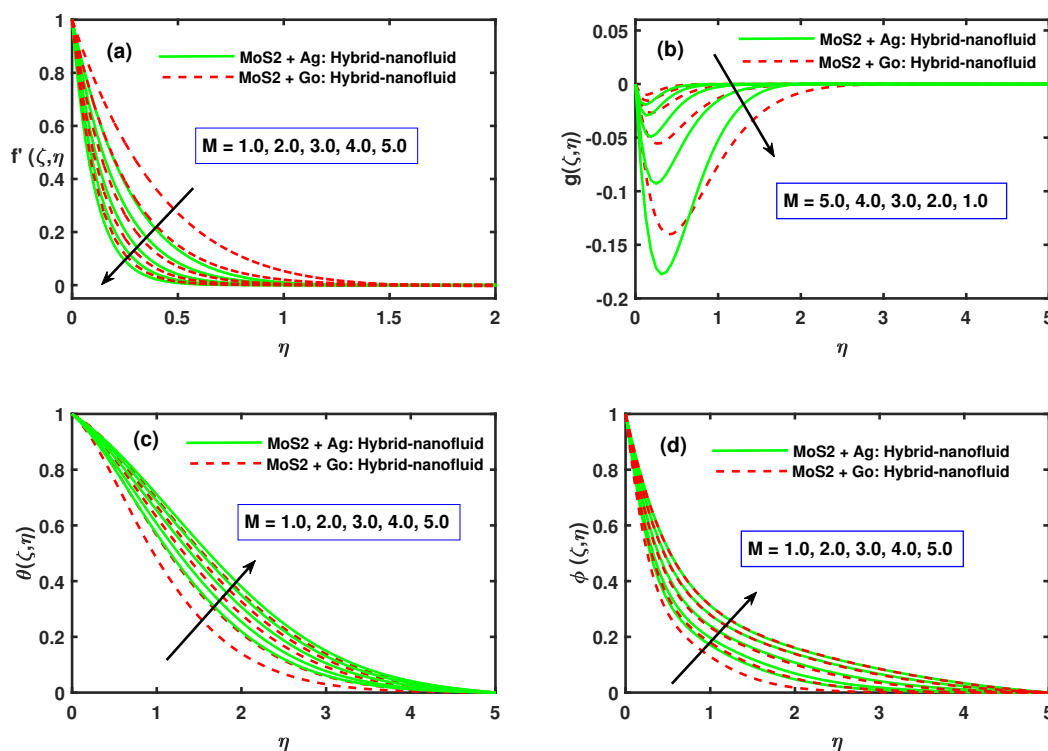 (a)
MoS2 + Ag: Hybrid-nanofluid
MoS2 + Go: Hybrid-nanofluid
M = 1.0, 2.0, 3.0, 4.0, 5.0
f' (ζ,η
1
0.8
0.6
0.4
0.2
0
0 0.5 1 1.5 2
η
(b)
MoS2 + Ag: Hybrid-nanofluid
MoS2 + Go: Hybrid-nanofluid
M = 5.0, 4.0, 3.0, 2.0, 1.0
g(ζ,η)
0.05
0
-0.05
-0.1
-0.15
-0.2
0 1 2 3 4 5
η
(c)
MoS2 + Ag: Hybrid-nanofluid
MoS2 + Go: Hybrid-nanofluid
M = 1.0, 2.0, 3.0, 4.0, 5.0
θ(ζ,η)
1
0.8
0.6
0.4
0.2
0
0 1 2 3 4 5
η
(d)
MoS2 + Ag: Hybrid-nanofluid
MoS2 + Go: Hybrid-nanofluid
M = 1.0, 2.0, 3.0, 4.0, 5.0
ϕ (ζ,η)
1
0.8
0.6
0.4
0.2
0
0 1 2 3 4 5
η